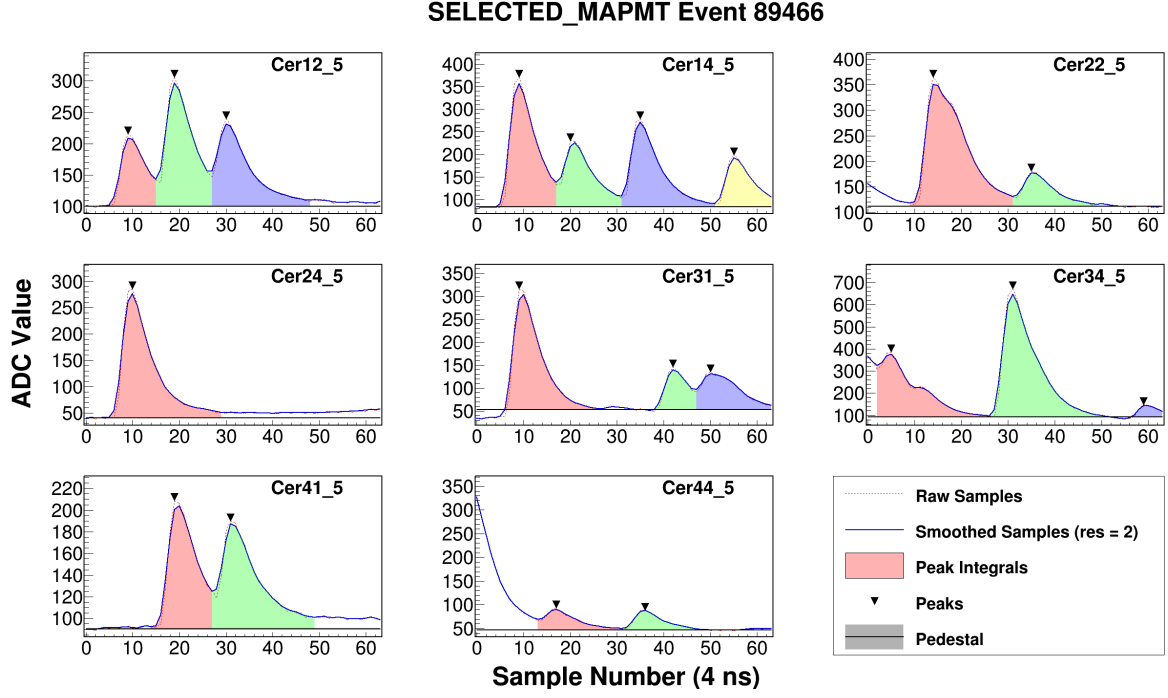 SELECTED_MAPMT Event 89466
Cer12_5
300
250
200
150
100
0 10 20 30 40 50 60
Cer14_5
400
350
300
250
200
150
100
0 10 20 30 40 50 60
Cer22_5
400
350
300
250
200
150
100
0 10 20 30 40 50 60
ADC Value
Cer24_5
300
250
200
150
100
50
0 10 20 30 40 50 60
Cer31_5
350
300
250
200
150
100
50
0 10 20 30 40 50 60
Cer34_5
700
600
500
400
300
200
100
0 10 20 30 40 50 60
Cer41_5
220
200
180
160
140
120
100
0 10 20 30 40 50 60
Cer44_5
350
300
250
200
150
100
50
0 10 20 30 40 50 60
Raw Samples
Smoothed Samples (res = 2)
Peak Integrals
Peaks
Pedestal
Sample Number (4 ns)